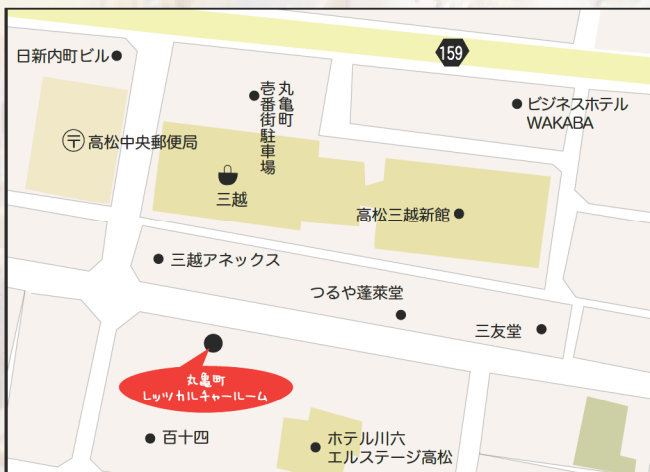 日新内町ビル
159
丸亀町
壱番街駐車場
ビジネスホテル
WAKABA
〒
高松中央郵便局
三越
高松三越新館
三越アネックス
つるや蓬莱堂
三友堂
丸亀町
レッツカルチャールーム
百十四
ホテル川六
エルステージ高松